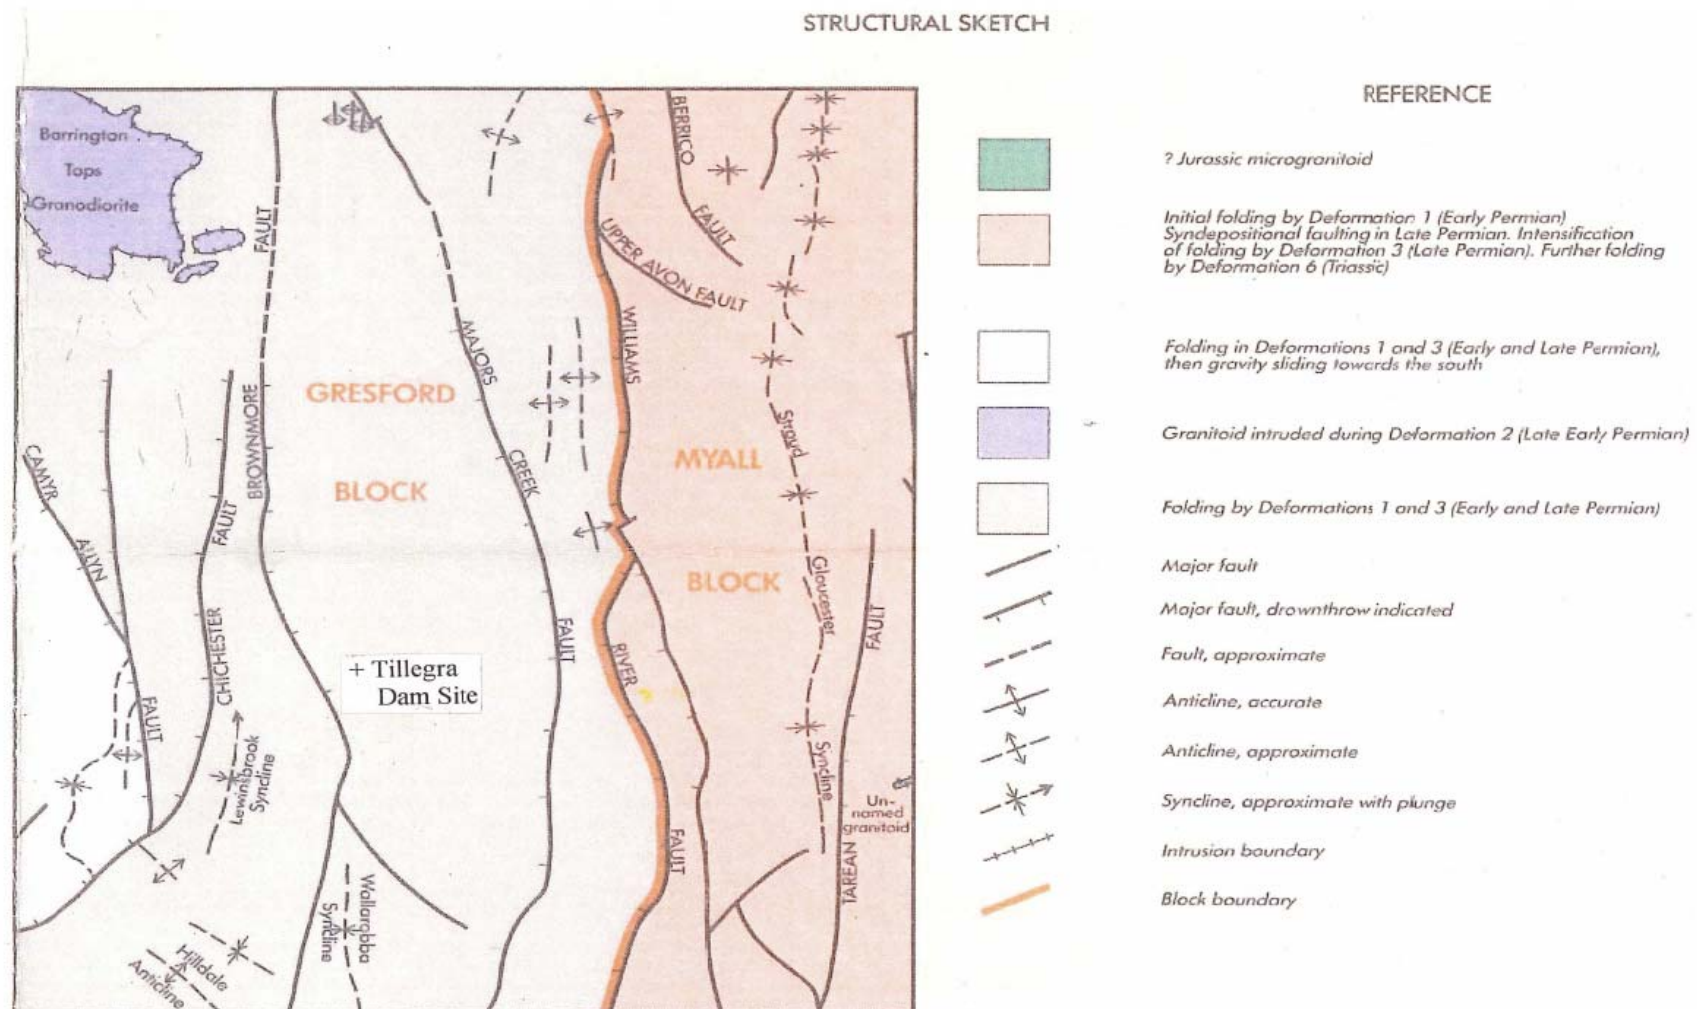 STRUCTURAL SKETCH
REFERENCE
? Jurassic microgranitoid
Initial folding by Deformation 1 (Early Permian)
Syndepositional faulting in Late Permian. Intensification
of folding by Deformation 3 (Late Permian). Further folding
by Deformation 6 (Triassic)
Folding in Deformations 1 and 3 (Early and Late Permian),
then gravity sliding towards the south
Granitoid intruded during Deformation 2 (Late Early Permian)
Folding by Deformations 1 and 3 (Early and Late Permian)
Major fault
Major fault, drownthrow indicated
Fault, approximate
Anticline, accurate
Anticline, approximate
Syncline, approximate with plunge
Intrusion boundary
Block boundary
Barrington
Tops
Granodiorite
FAULT
BROWNMORE
MAJORS
CREEK
FAULT
BERRICO
FAULT
UPPER AVON FAULT
WILLIAMS
RIVER
FAULT
GRESFORD
BLOCK
MYALL
BLOCK
CAMYR
ALLYN
FAULT
FAULT
CHICHESTER
+ Tillegra
Dam Site
Lewinsbrook
Syncline
Wallarobba
Syncline
Hilldale
Anticline
Stroud
Gloucester
Syncline
FAULT
TAREAN
Un-
named
granitoid